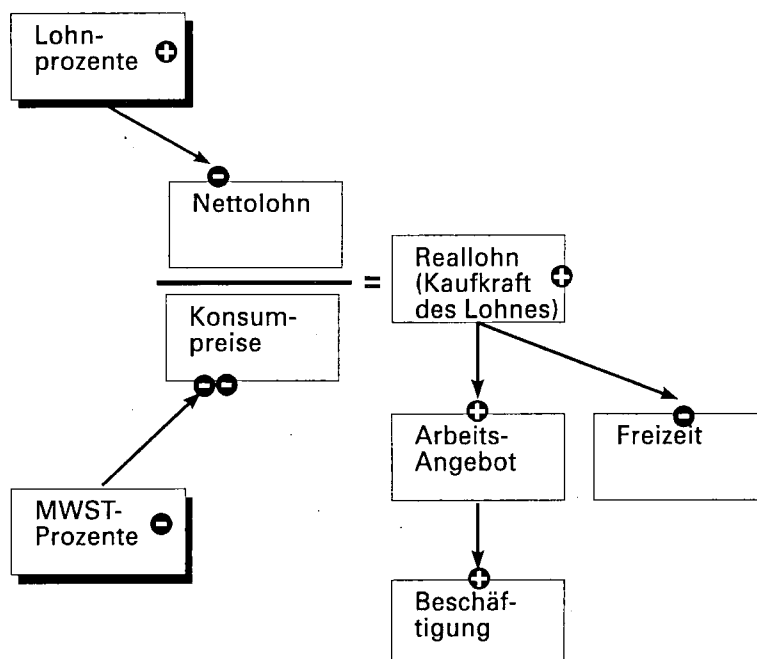 Lohn-
prozente +
-
Nettolohn
=
Reallohn
(Kaufkraft +
des Lohnes)
Konsum-
preise
- -
+
Arbeits-
Angebot
-
Freizeit
MWST-
Prozente -
+
Beschäf-
tigung